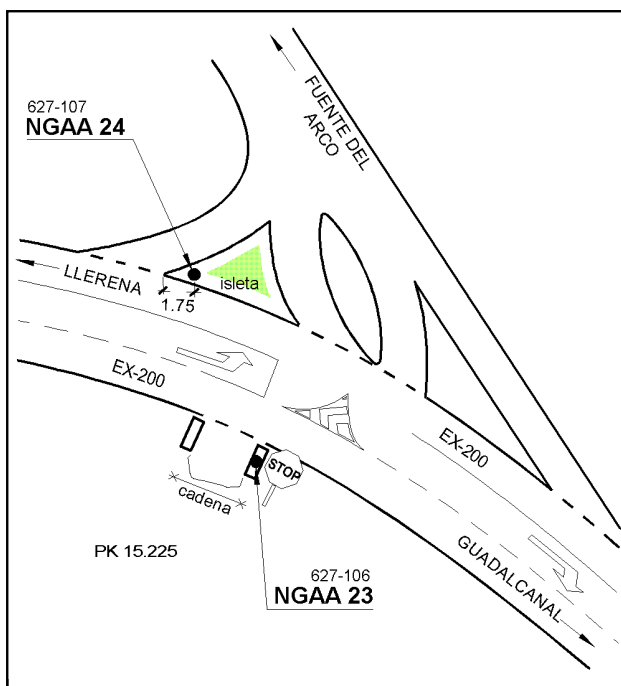 627-107
NGAA 24
FUENTE DEL
ARCO
LLERENA
isleta
1.75
EX-200
EX-200
STOP
cadena
PK 15.225
GUADALCANAL
627-106
NGAA 23